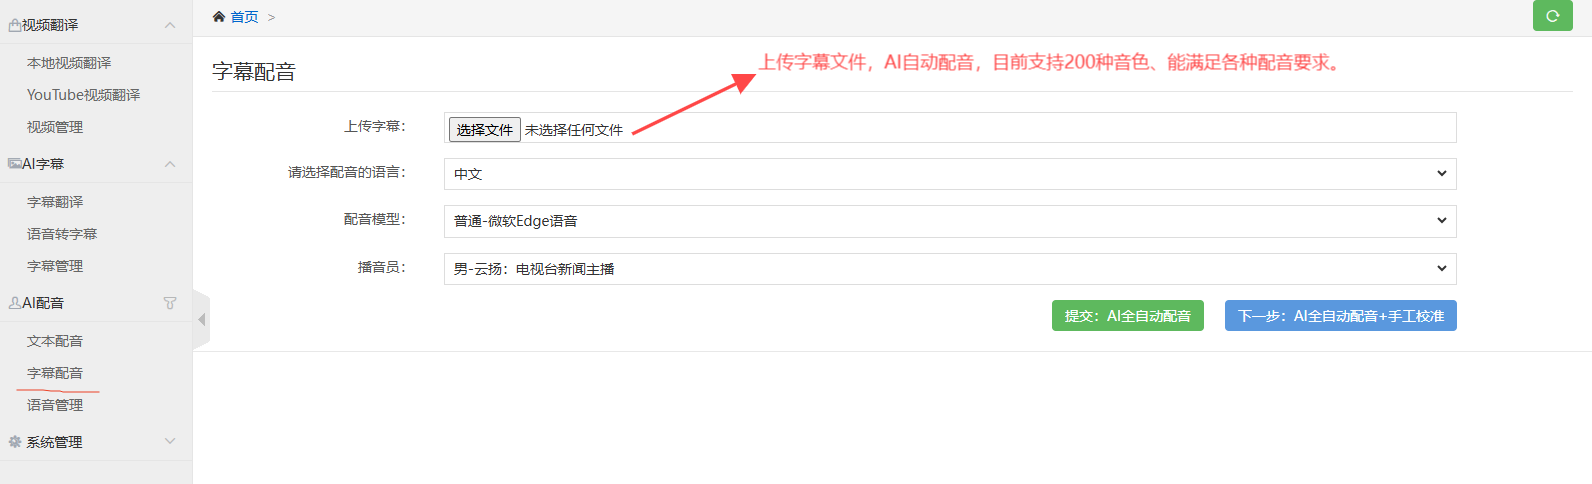 视频翻译
本地视频翻译
YouTube视频翻译
视频管理
AI字幕
字幕翻译
语音转字幕
字幕管理
AI配音
文本配音
字幕配音
语音管理
系统管理
首页 >
字幕配音
上传字幕文件，AI自动配音，目前支持200种音色、能满足各种配音要求。
上传字幕： 选择文件 未选择任何文件
请选择配音的语言： 中文
配音模型： 普通-微软Edge语音
播音员： 男-云扬：电视台新闻主播
提交：AI全自动配音 下一步：AI全自动配音+手工校准